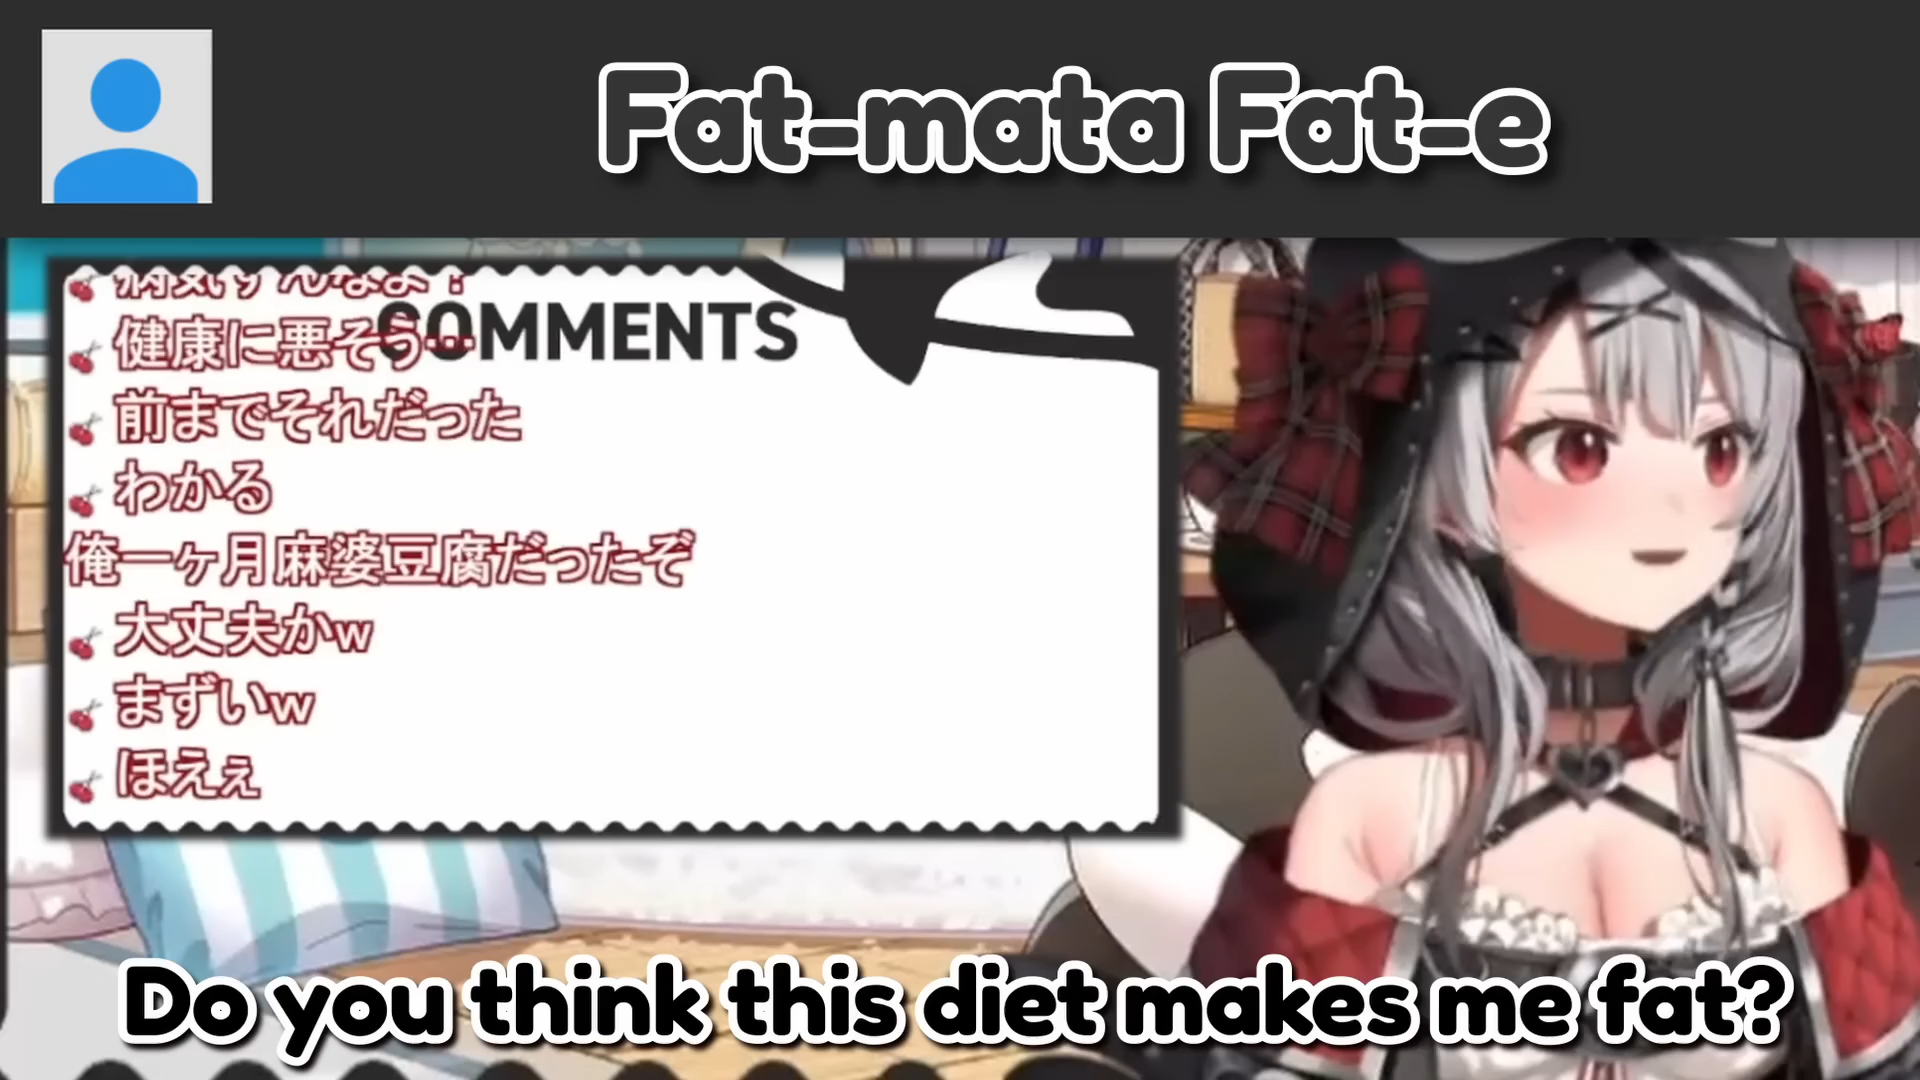 Fat-mata Fat-e
COMMENTS
健康に悪そう…
前までそれだった
わかる
俺一ヶ月麻婆豆腐だったぞ
大丈夫かw
まずいw
ほえぇ
Do you think this diet makes me fat?